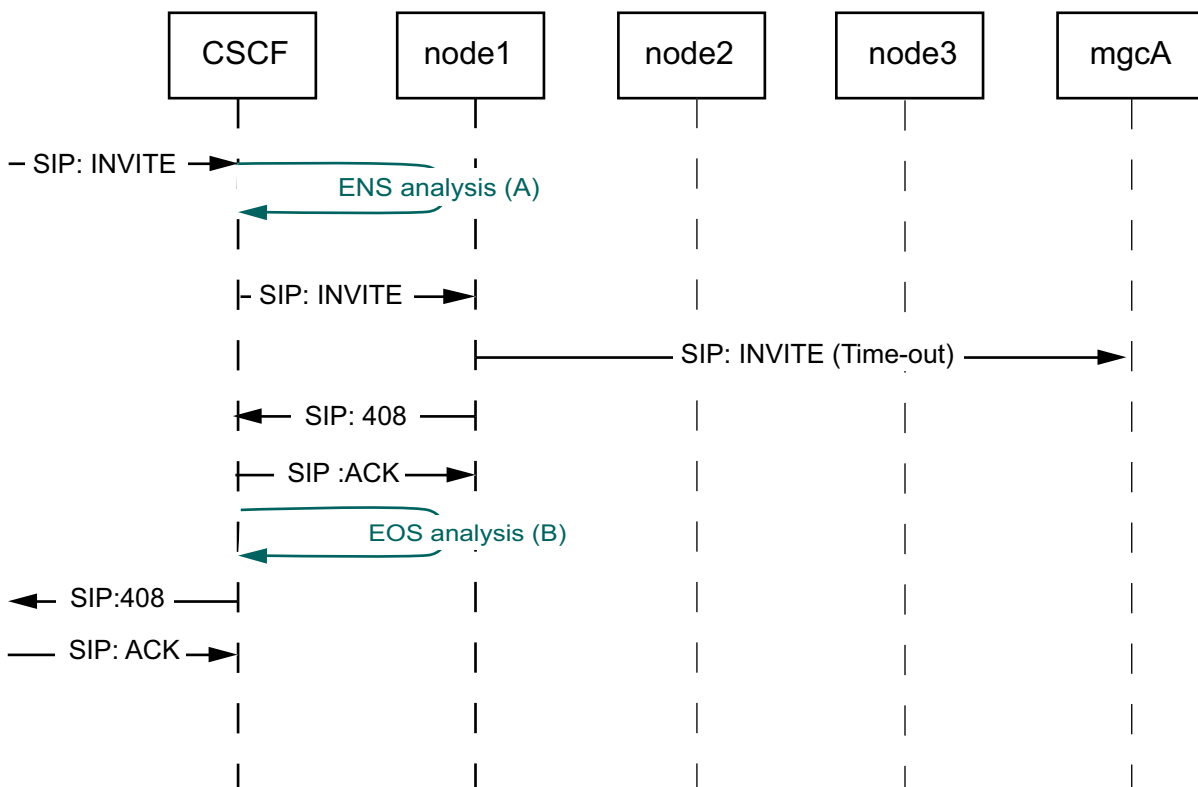 CSCF
node1
node2
node3
mgcA
SIP: INVITE
ENS analysis (A)
SIP: INVITE
SIP: INVITE (Time-out)
SIP: 408
SIP :ACK
EOS analysis (B)
SIP:408
SIP: ACK